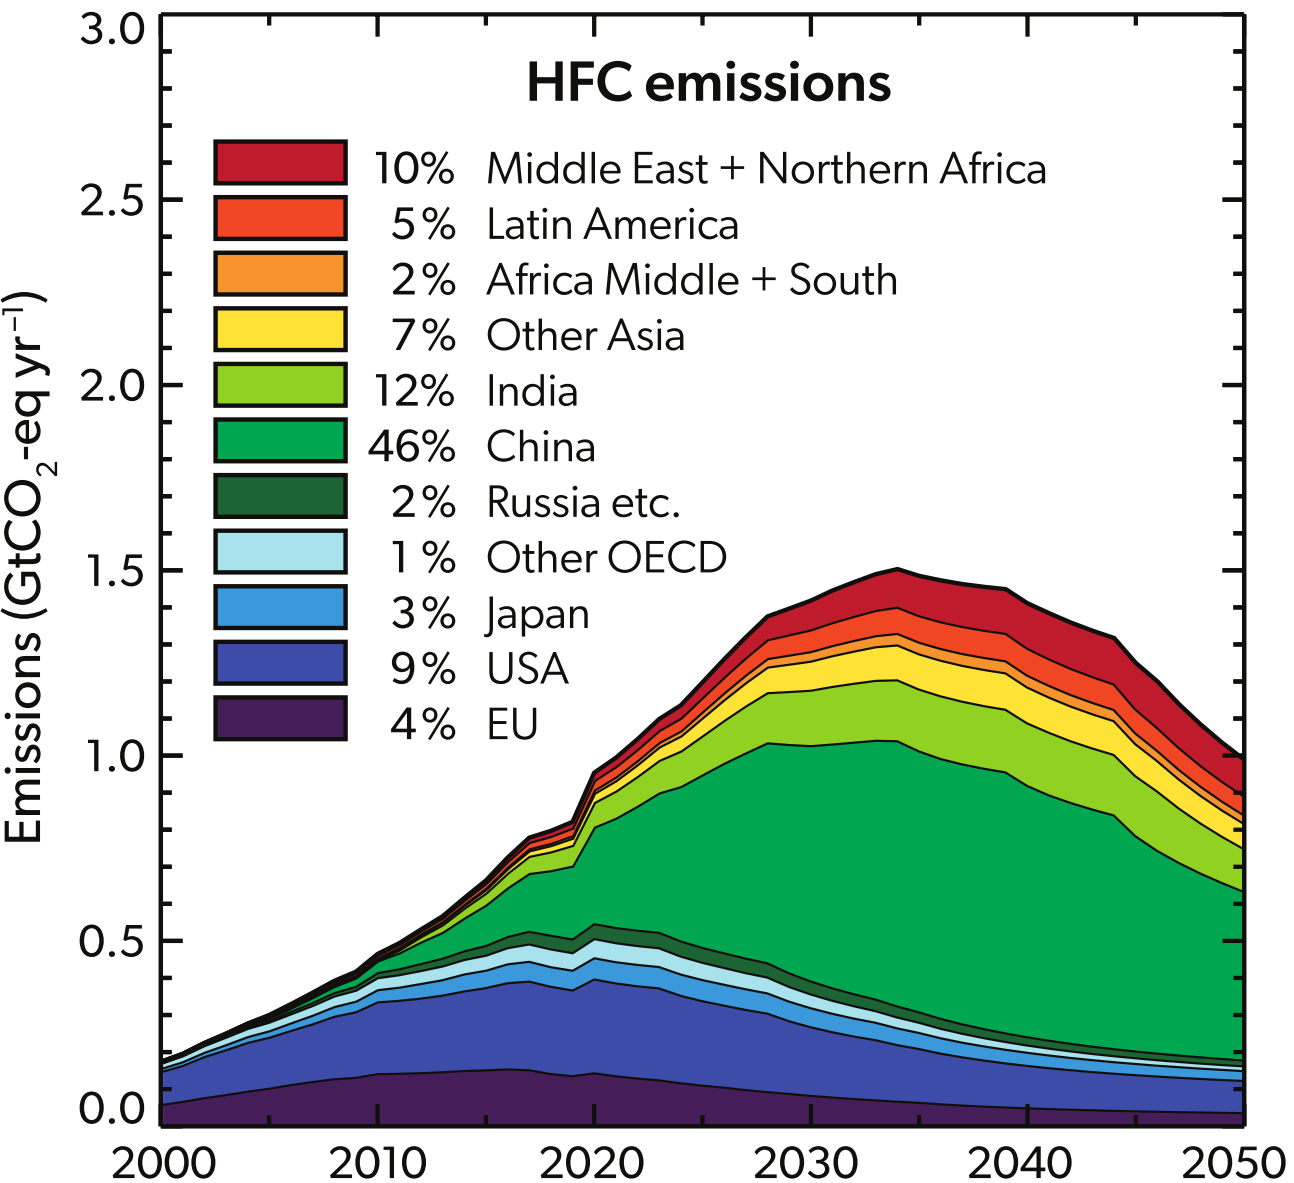 HFC emissions
10% Middle East + Northern Africa
5% Latin America
2% Africa Middle + South
7% Other Asia
12% India
46% China
2% Russia etc.
1% Other OECD
3% Japan
9% USA
4% EU
Emissions (GtCO₂-eq yr⁻¹)
3.0
2.5
2.0
1.5
1.0
0.5
0.0
2000 2010 2020 2030 2040 2050